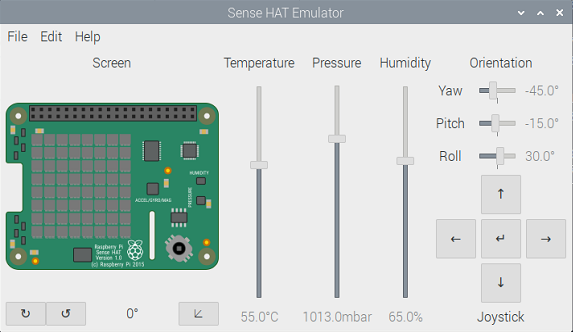 Sense HAT Emulator
File Edit Help
Screen
Temperature
Pressure
Humidity
Orientation
Yaw -45.0°
Pitch -15.0°
Roll 30.0°
HUMIDITY
PRESSURE
ACCEL/GYRO/MAG
Raspberry Pi
Sense HAT
Version 1.0
(c) Raspberry Pi 2015
↑
← ↵ →
↓
↻ ↺ 0°
55.0°C
1013.0mbar
65.0%
Joystick